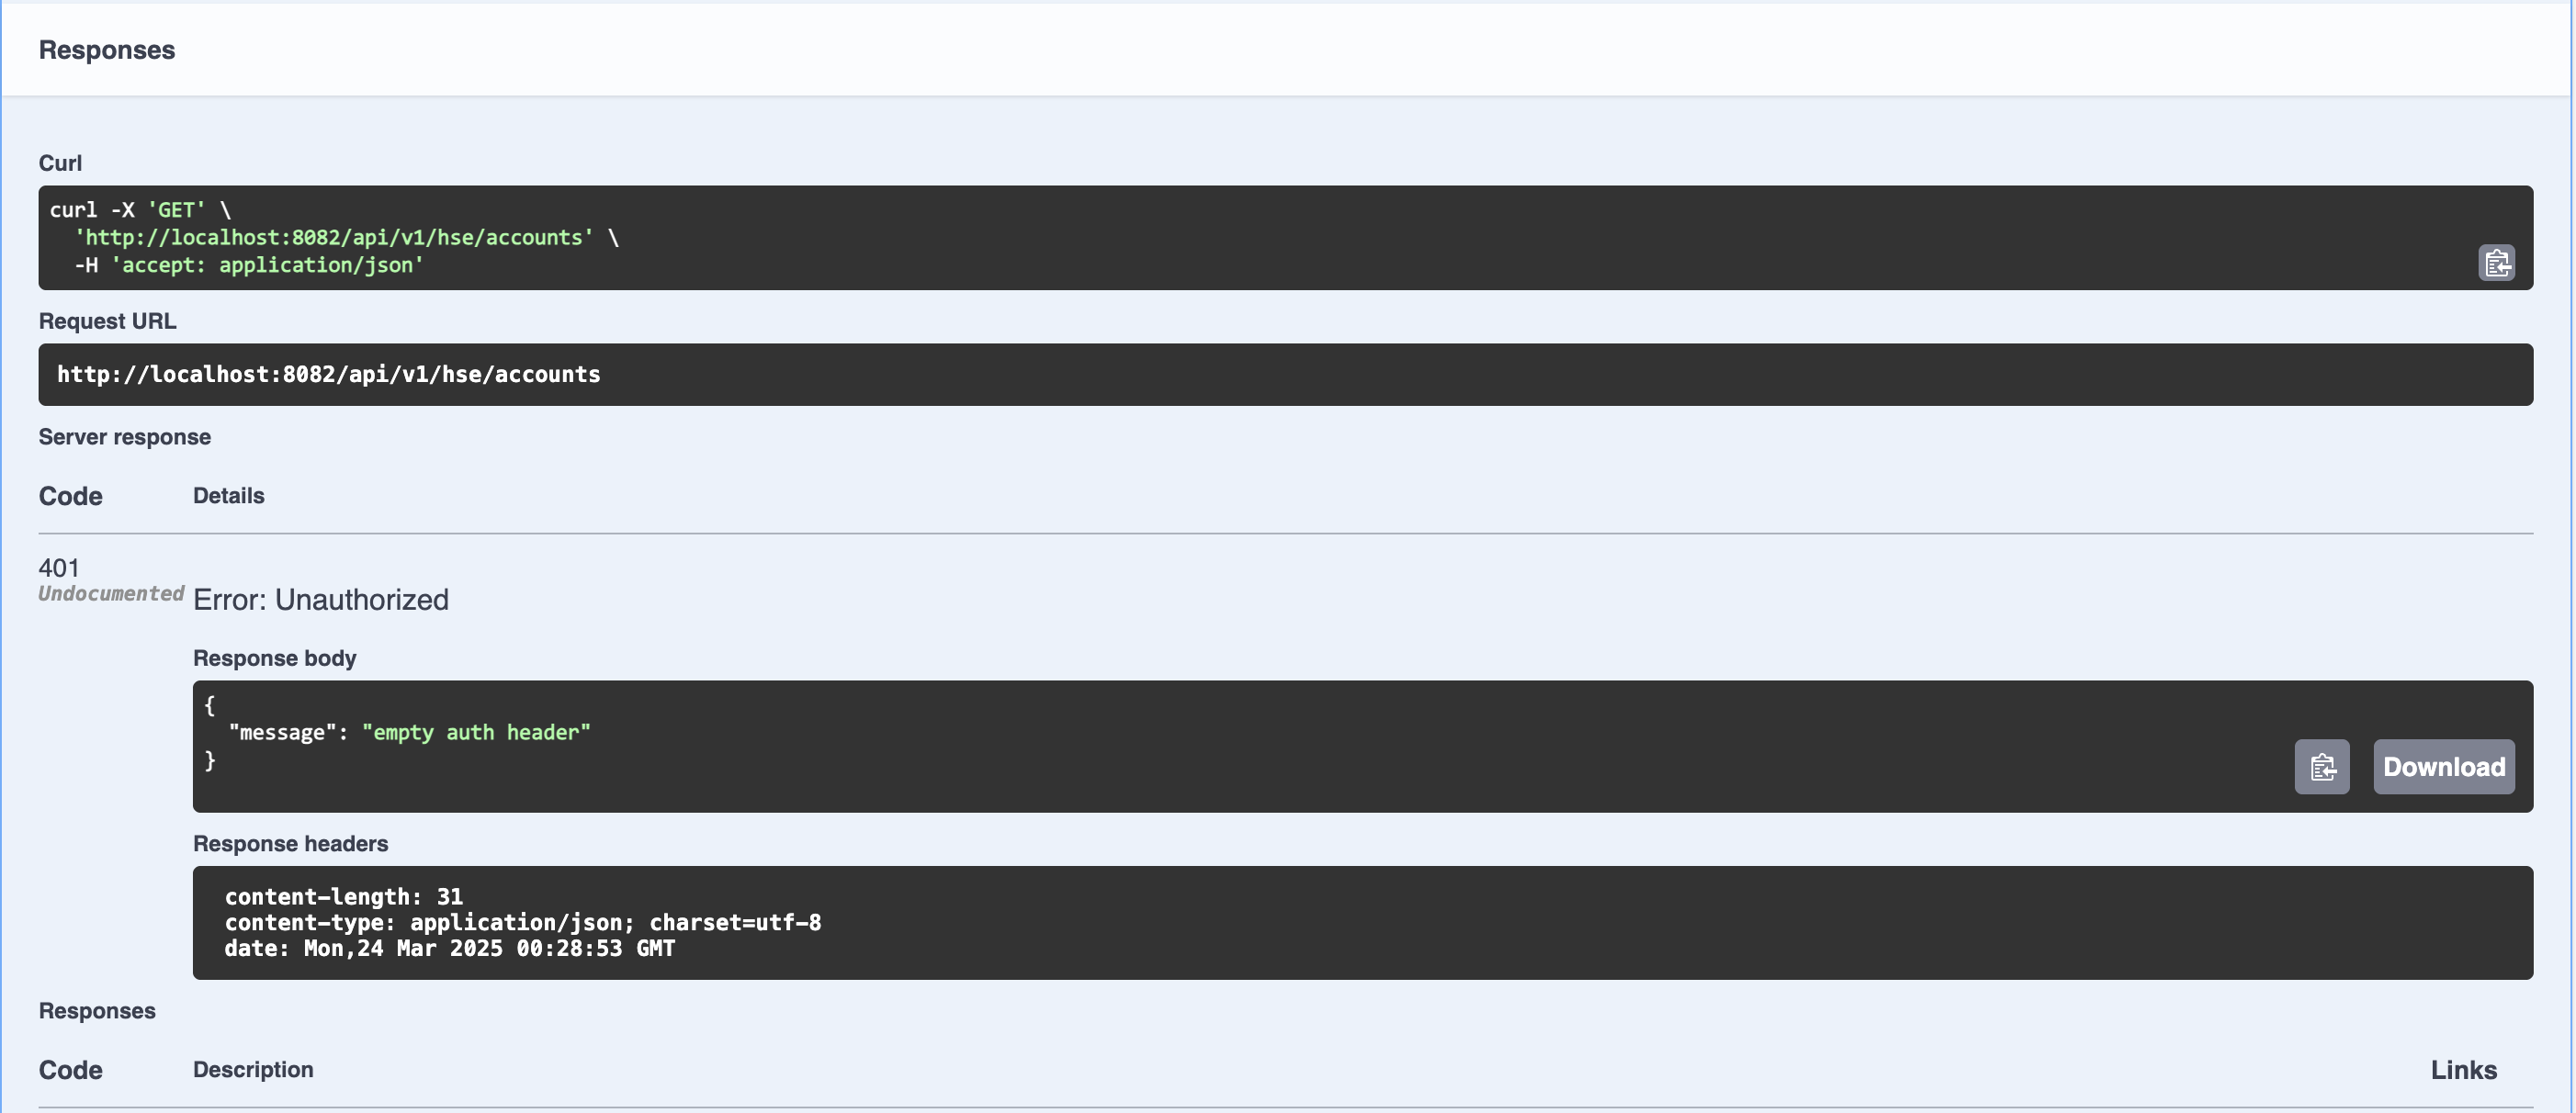 Responses
Curl
curl -X 'GET' \
'http://localhost:8082/api/v1/hse/accounts' \
-H 'accept: application/json'
Request URL
http://localhost:8082/api/v1/hse/accounts
Server response
Code Details
401
Undocumented Error: Unauthorized
Response body
{
"message": "empty auth header"
}
Download
Response headers
content-length: 31
content-type: application/json; charset=utf-8
date: Mon,24 Mar 2025 00:28:53 GMT
Responses
Code Description Links